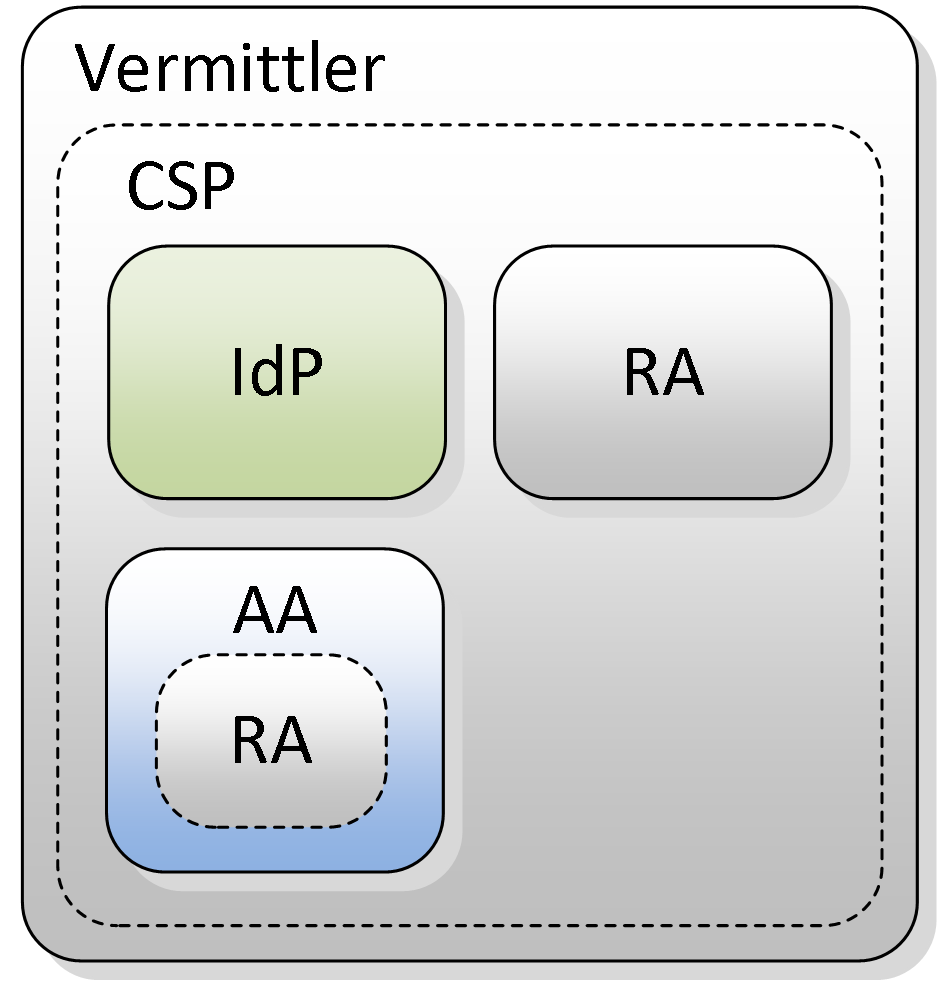 Vermittler
CSP
IdP
RA
AA
RA